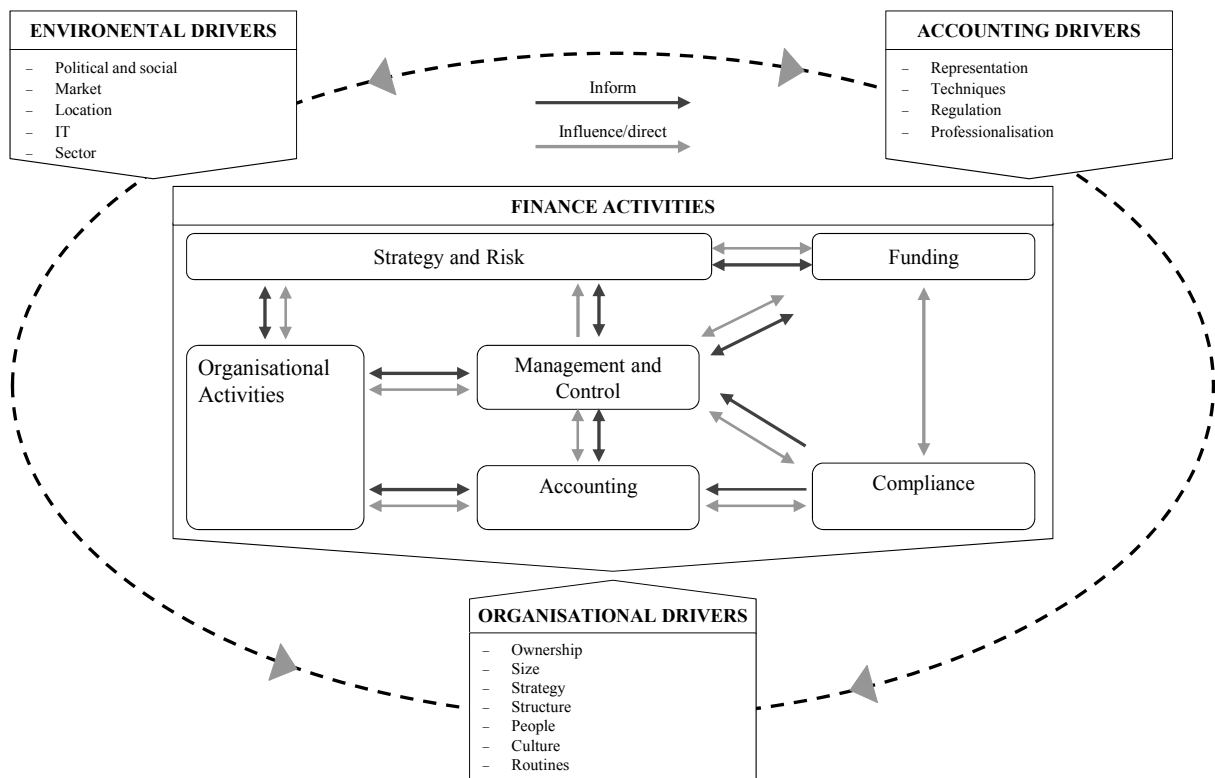 ENVIRONENTAL DRIVERS
– Political and social
– Market
– Location
– IT
– Sector
ACCOUNTING DRIVERS
– Representation
– Techniques
– Regulation
– Professionalisation
Inform
Influence/direct
FINANCE ACTIVITIES
Strategy and Risk
Funding
Organisational
Activities
Management and
Control
Accounting
Compliance
ORGANISATIONAL DRIVERS
– Ownership
– Size
– Strategy
– Structure
– People
– Culture
– Routines